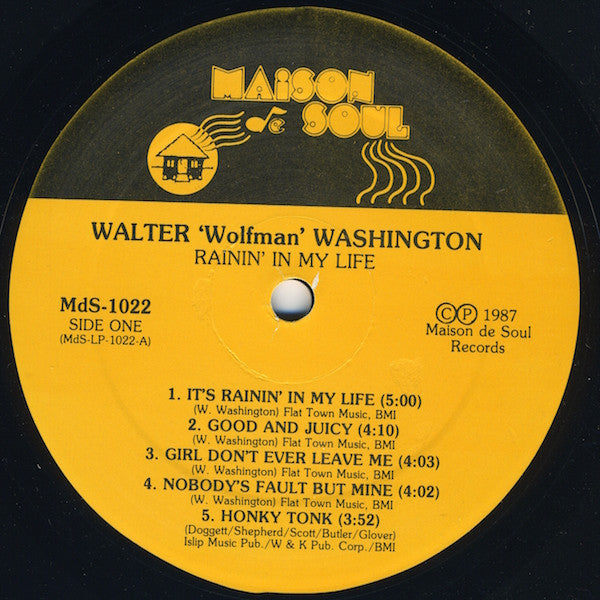 MAiSON
de SOUL
WALTER ‘Wolfman’ WASHINGTON
RAiNIN’ IN MY LIFE
MdS-1022
SIDE ONE
(MdS-LP-1022-A)
©℗ 1987
Maison de Soul
Records
1. IT’S RAININ’ IN MY LIFE (5:00)
(W. Washington) Flat Town Music, BMI
2. GOOD AND JUICY (4:10)
(W. Washington) Flat Town Music, BMI
3. GIRL DON’T EVER LEAVE ME (4:03)
(W. Washington) Flat Town Music, BMI
4. NOBODY’S FAULT BUT MINE (4:02)
(W. Washington) Flat Town Music, BMI
5. HONKY TONK (3:52)
(Doggett/Shepherd/Scott/Butler/Glover)
Islip Music Pub./W & K Pub. Corp./BMI